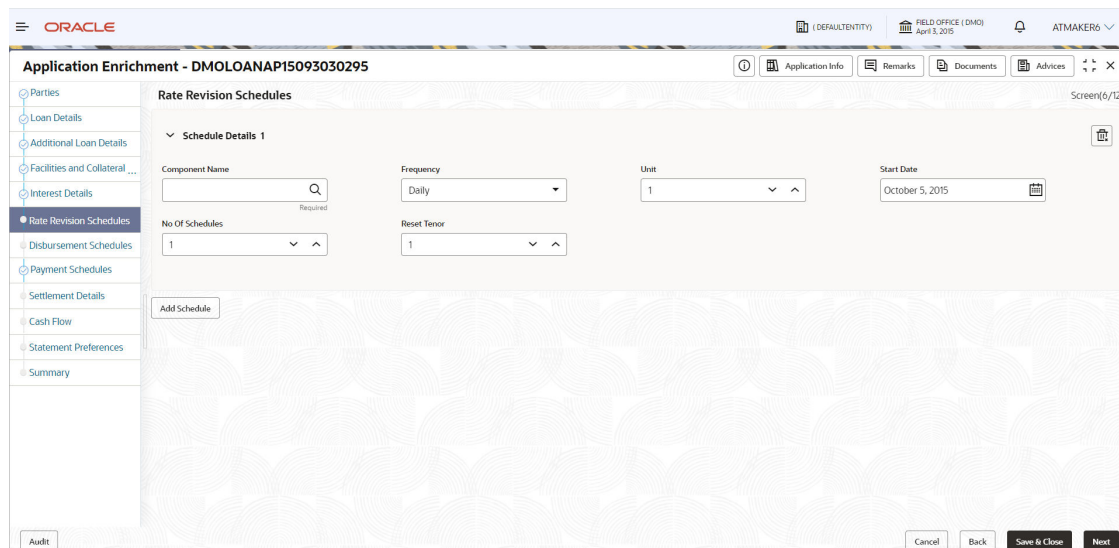 ORACLE
( DEFAULTENTITY)
FIELD OFFICE ( DMO)
April 3, 2015
ATMAKER6
Application Enrichment - DMOLOANAP15093030295
Application Info
Remarks
Documents
Advices
Parties
Loan Details
Additional Loan Details
Facilities and Collateral ...
Interest Details
Rate Revision Schedules
Disbursement Schedules
Payment Schedules
Settlement Details
Cash Flow
Statement Preferences
Summary
Rate Revision Schedules
Screen(6/12
Schedule Details 1
Component Name
Frequency
Unit
Start Date
Daily
1
October 5, 2015
Required
No Of Schedules
Reset Tenor
1
1
Add Schedule
Audit
Cancel
Back
Save & Close
Next